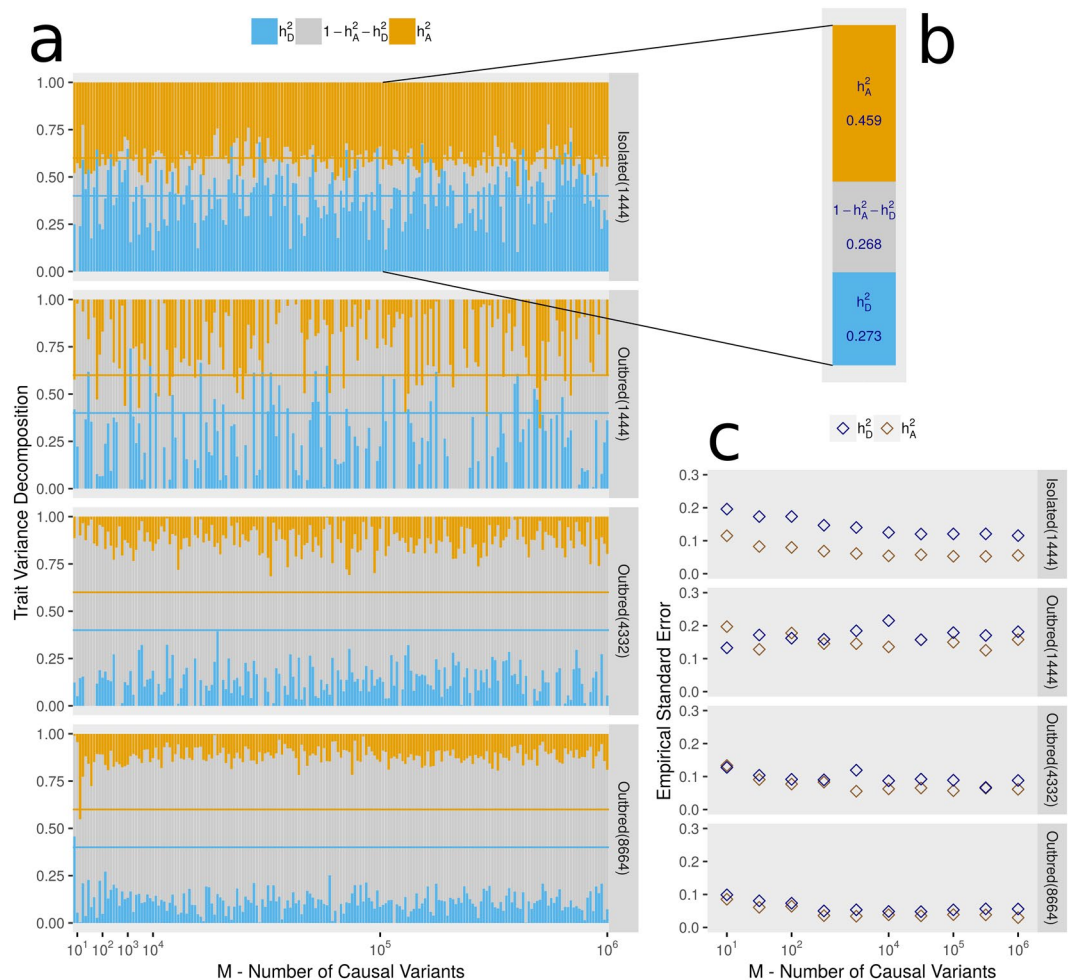 a
h²D 1−h²A−h²D h²A
b
h²A
0.459
1−h²A−h²D
0.268
h²D
0.273
Trait Variance Decomposition
1.00
0.75
0.50
0.25
0.00
Isolated(1444)
1.00
0.75
0.50
0.25
0.00
Outbred(1444)
1.00
0.75
0.50
0.25
0.00
Outbred(4332)
1.00
0.75
0.50
0.25
0.00
Outbred(8664)
10¹ 10² 10³ 10⁴ 10⁵ 10⁶
M - Number of Causal Variants
c
h²D h²A
Empirical Standard Error
0.3
0.2
0.1
0.0
Isolated(1444)
0.3
0.2
0.1
0.0
Outbred(1444)
0.3
0.2
0.1
0.0
Outbred(4332)
0.3
0.2
0.1
0.0
Outbred(8664)
10¹ 10² 10⁴ 10⁵ 10⁶
M - Number of Causal Variants